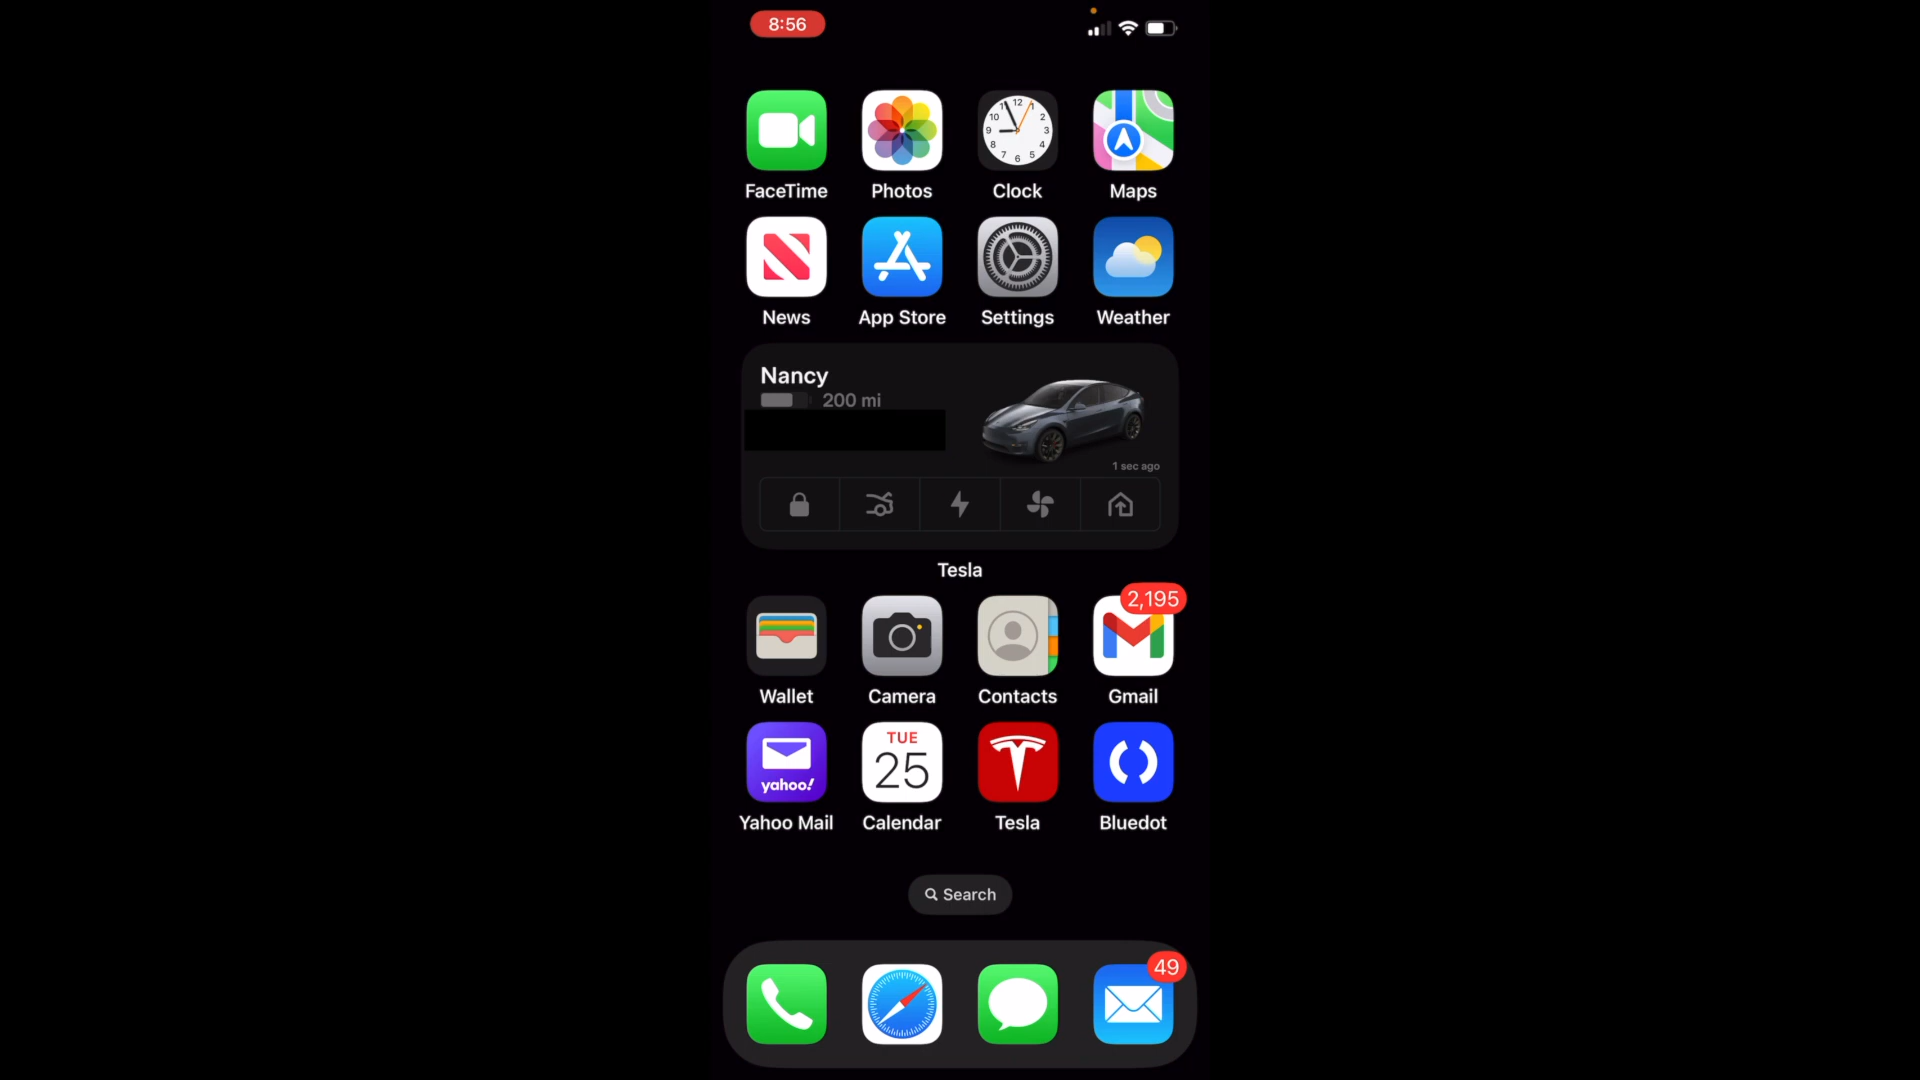 8:56
FaceTime
Photos
Clock
Maps
News
App Store
Settings
Weather
Nancy
200 mi
1 sec ago
Tesla
2,195
Wallet
Camera
Contacts
Gmail
yahoo!
TUE
25
Yahoo Mail
Calendar
Tesla
Bluedot
Search
49